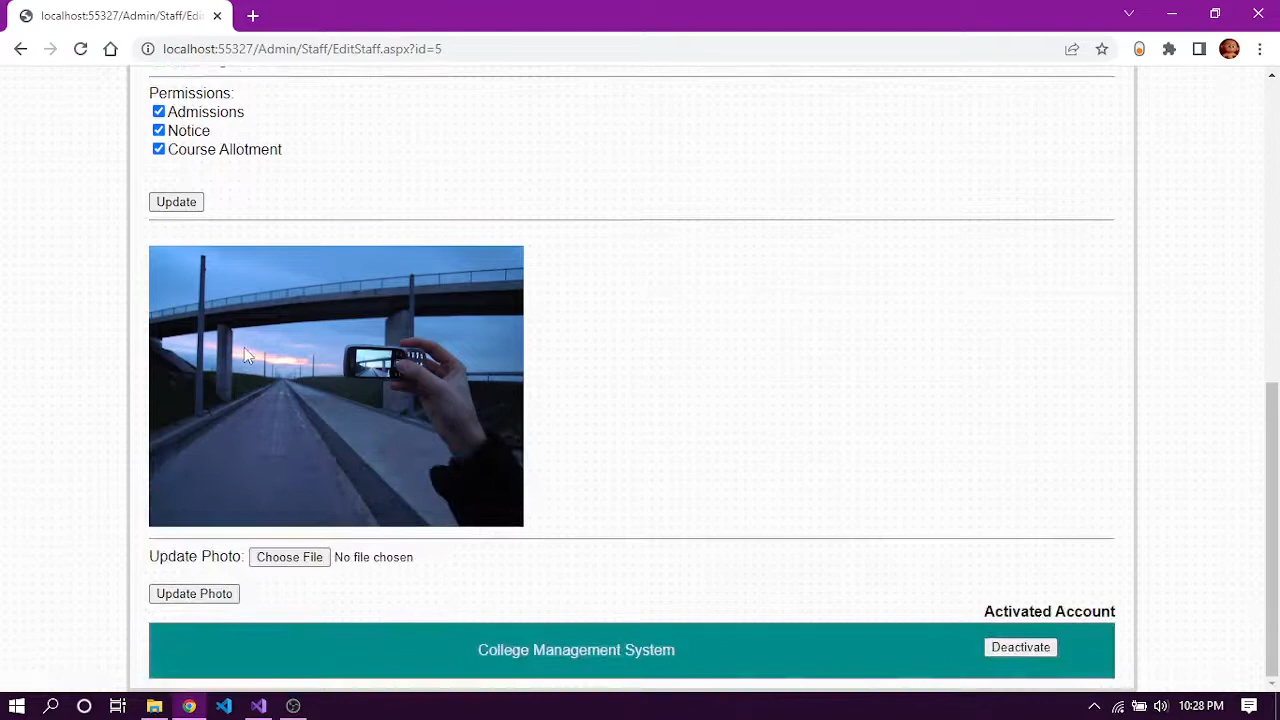 localhost:55327/Admin/Staff/Edi
localhost:55327/Admin/Staff/EditStaff.aspx?id=5
Permissions:
Admissions
Notice
Course Allotment
Update
Update Photo: Choose File No file chosen
Update Photo
Activated Account
College Management System
Deactivate
10:28 PM